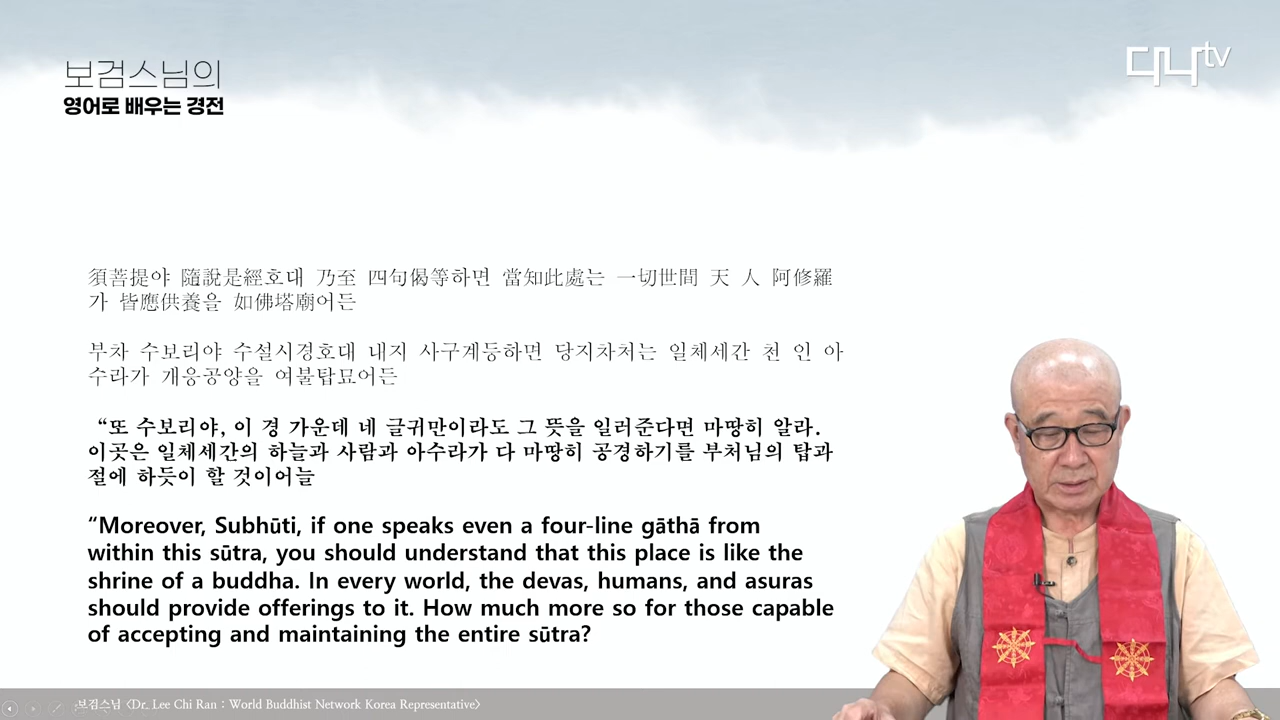 보검스님의
영어로 배우는 경전
다나tv
須菩提야 隨說是經호대 乃至 四句偈等하면 當知此處는 一切世間 天 人 阿修羅
가 皆應供養을 如佛塔廟어든
부차 수보리야 수설시경호대 내지 사구게등하면 당지차처는 일체세간 천 인 아
수라가 개응공양을 여불탑묘어든
“또 수보리야, 이 경 가운데 네 글귀만이라도 그 뜻을 일러준다면 마땅히 알라.
이곳은 일체세간의 하늘과 사람과 아수라가 다 마땅히 공경하기를 부처님의 탑과
절에 하듯이 할 것이어늘
“Moreover, Subhūti, if one speaks even a four-line gāthā from
within this sūtra, you should understand that this place is like the
shrine of a buddha. In every world, the devas, humans, and asuras
should provide offerings to it. How much more so for those capable
of accepting and maintaining the entire sūtra?
보검스님 <Dr. Lee Chi Ran : World Buddhist Network Korea Representative>